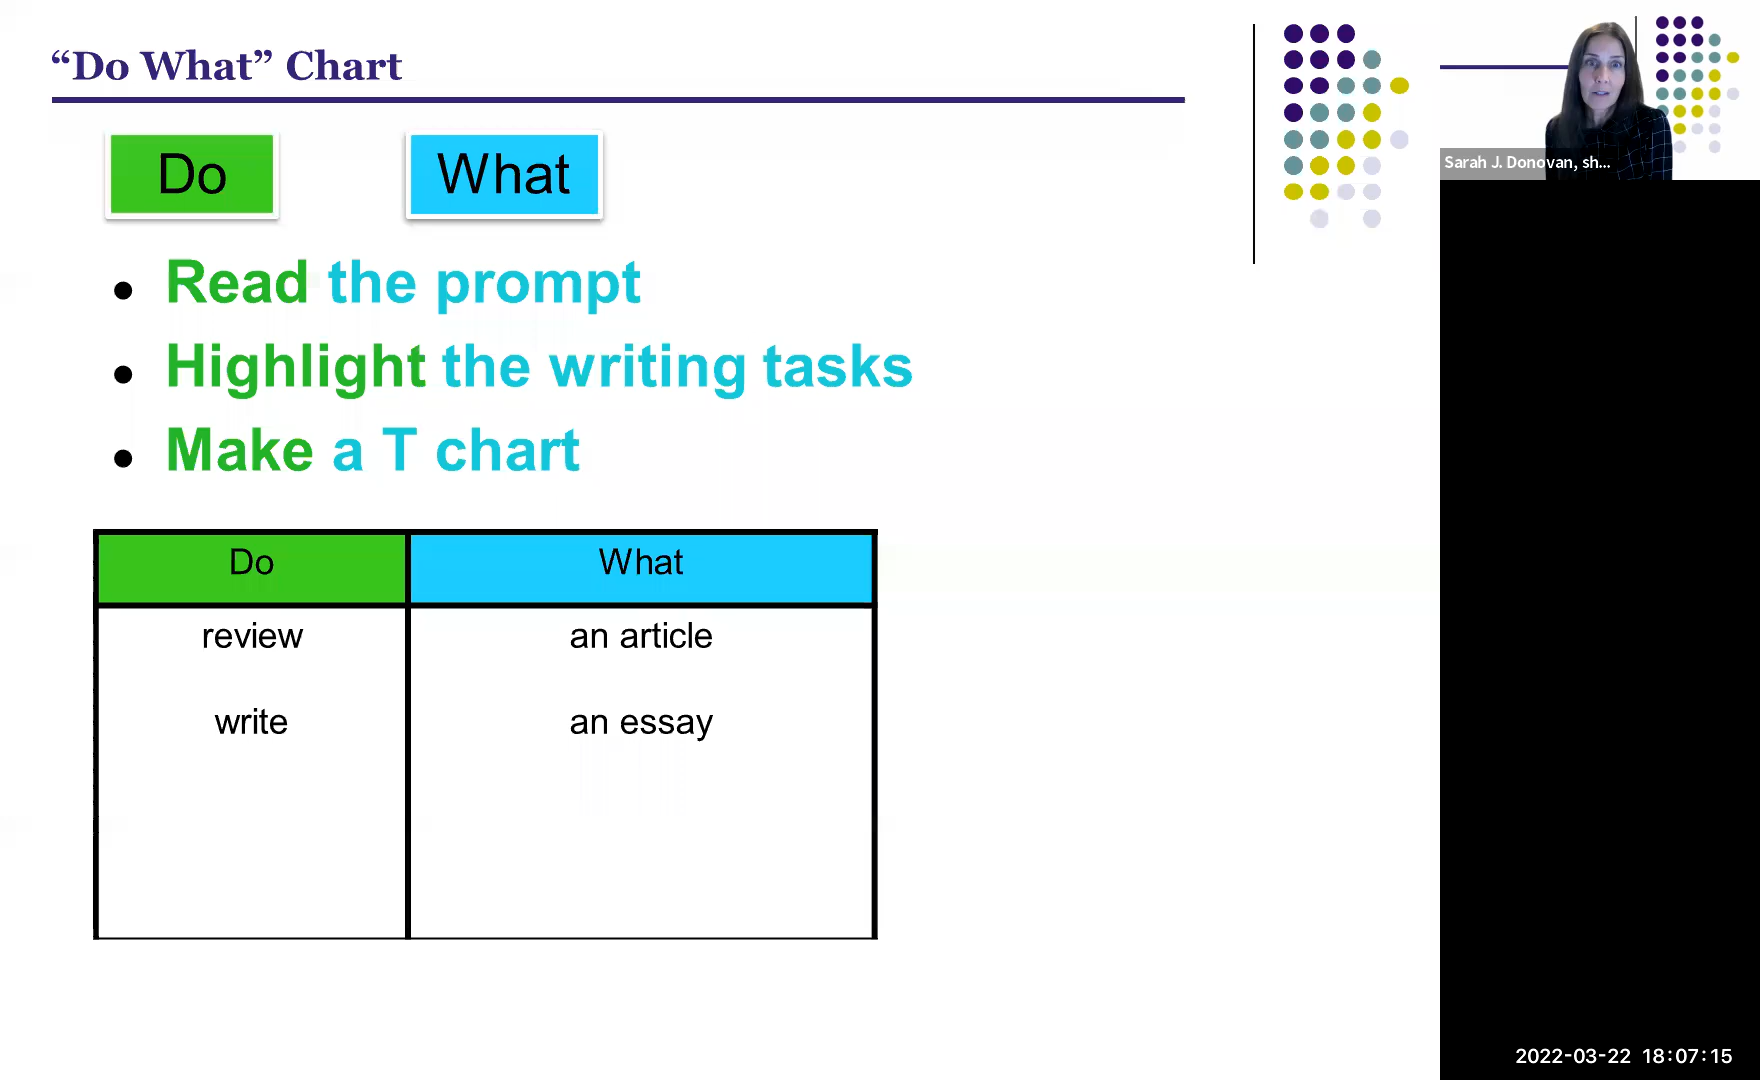 “Do What” Chart
Do
What
Read the prompt
Highlight the writing tasks
Make a T chart
Do
What
review
an article
write
an essay
Sarah J. Donovan, sh...
2022-03-22 18:07:15